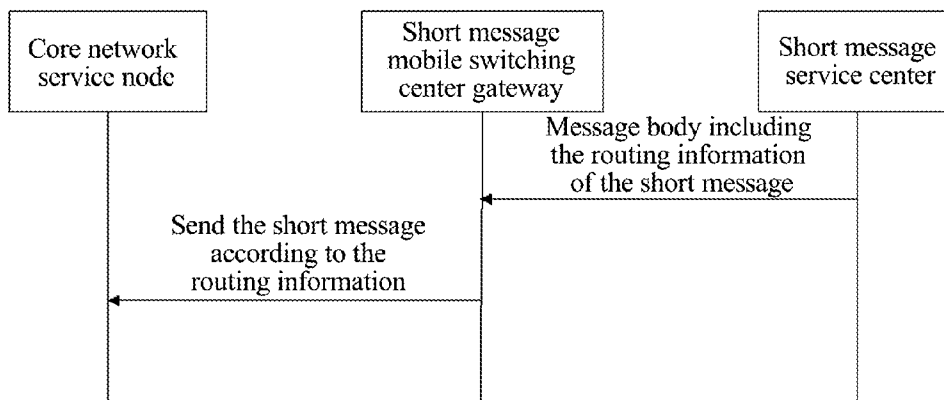 Core network
service node
Short message
mobile switching
center gateway
Short message
service center
Message body including
the routing information
of the short message
Send the short message
according to the
routing information